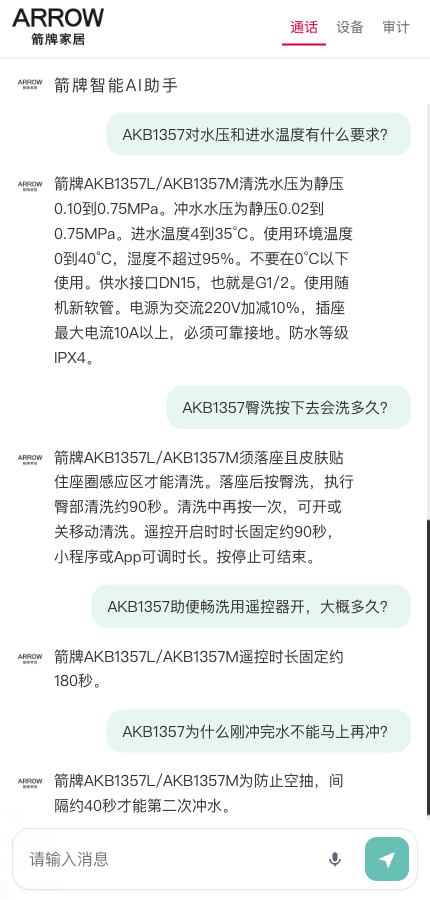 ARROW
箭牌家居
通话 设备 审计
ARROW
箭牌家居
箭牌智能AI助手
AKB1357对水压和进水温度有什么要求?
ARROW
箭牌家居
箭牌AKB1357L/AKB1357M清洗水压为静压
0.10到0.75MPa。冲水水压为静压0.02到
0.75MPa。进水温度4到35℃。使用环境温度
0到40℃，湿度不超过95%。不要在0℃以下
使用。供水接口DN15，也就是G1/2。使用随
机新软管。电源为交流220V加减10%，插座
最大电流10A以上，必须可靠接地。防水等级
IPX4。
AKB1357臀洗按下去会洗多久?
ARROW
箭牌家居
箭牌AKB1357L/AKB1357M须落座且皮肤贴
住座圈感应区才能清洗。落座后按臀洗，执行
臀部清洗约90秒。清洗中再按一次，可开或
关移动清洗。遥控开启时时长固定约90秒，
小程序或App可调时长。按停止可结束。
AKB1357助便畅洗用遥控器开，大概多久?
ARROW
箭牌家居
箭牌AKB1357L/AKB1357M遥控时长固定约
180秒。
AKB1357为什么刚冲完水不能马上再冲?
ARROW
箭牌家居
箭牌AKB1357L/AKB1357M为防止空抽，间
隔约40秒才能第二次冲水。
请输入消息